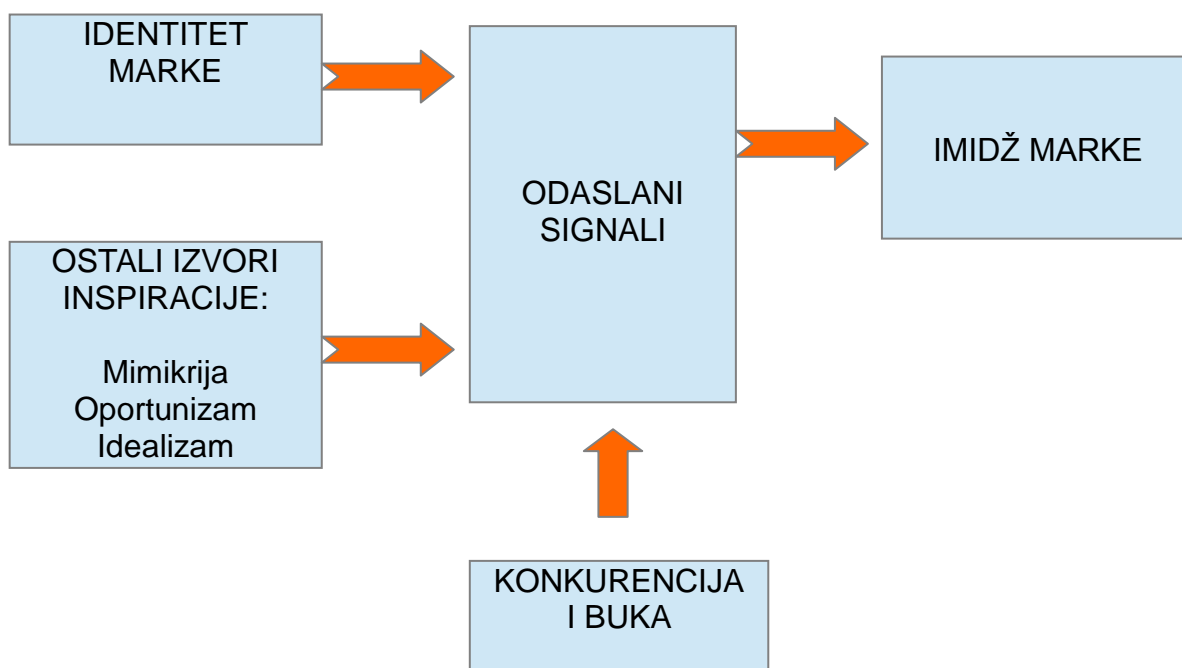 IDENTITET
MARKE
OSTALI IZVORI
INSPIRACIJE:
Mimikrija
Oportunizam
Idealizam
ODASLANI
SIGNALI
KONKURENCIJA
I BUKA
IMIDŽ MARKE